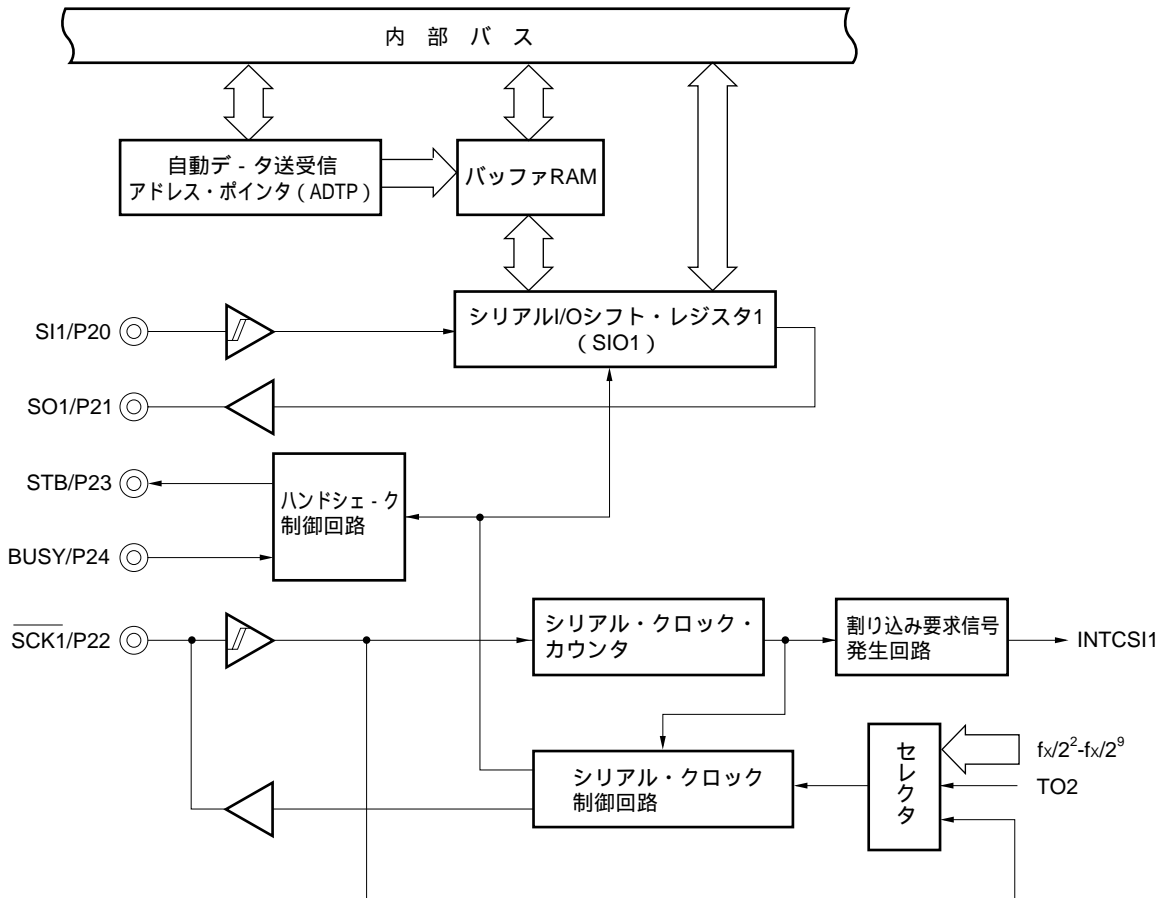 内 部 バ ス
自動デ - タ送受信
アドレス・ポインタ（ADTP）
バッファRAM
シリアルI/Oシフト・レジスタ1
（SIO1）
SI1/P20
SO1/P21
STB/P23
ハンドシェ - ク
制御回路
BUSY/P24
SCK1/P22
シリアル・クロック・
カウンタ
割り込み要求信号
発生回路
INTCSI1
シリアル・クロック
制御回路
セレクタ
fx/2²-fx/2⁹
TO2